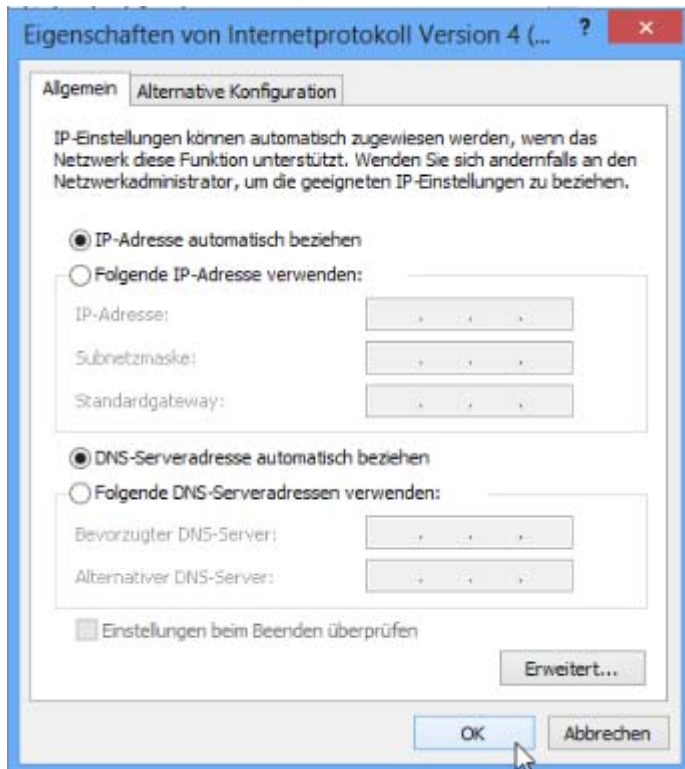 Eigenschaften von Internetprotokoll Version 4 (...
?
Allgemein
Alternative Konfiguration
IP-Einstellungen können automatisch zugewiesen werden, wenn das
Netzwerk diese Funktion unterstützt. Wenden Sie sich andernfalls an den
Netzwerkadministrator, um die geeigneten IP-Einstellungen zu beziehen.
IP-Adresse automatisch beziehen
Folgende IP-Adresse verwenden:
IP-Adresse:
Subnetzmaske:
Standardgateway:
DNS-Serveradresse automatisch beziehen
Folgende DNS-Serveradressen verwenden:
Bevorzugter DNS-Server:
Alternativer DNS-Server:
Einstellungen beim Beenden überprüfen
Erweitert...
OK
Abbrechen